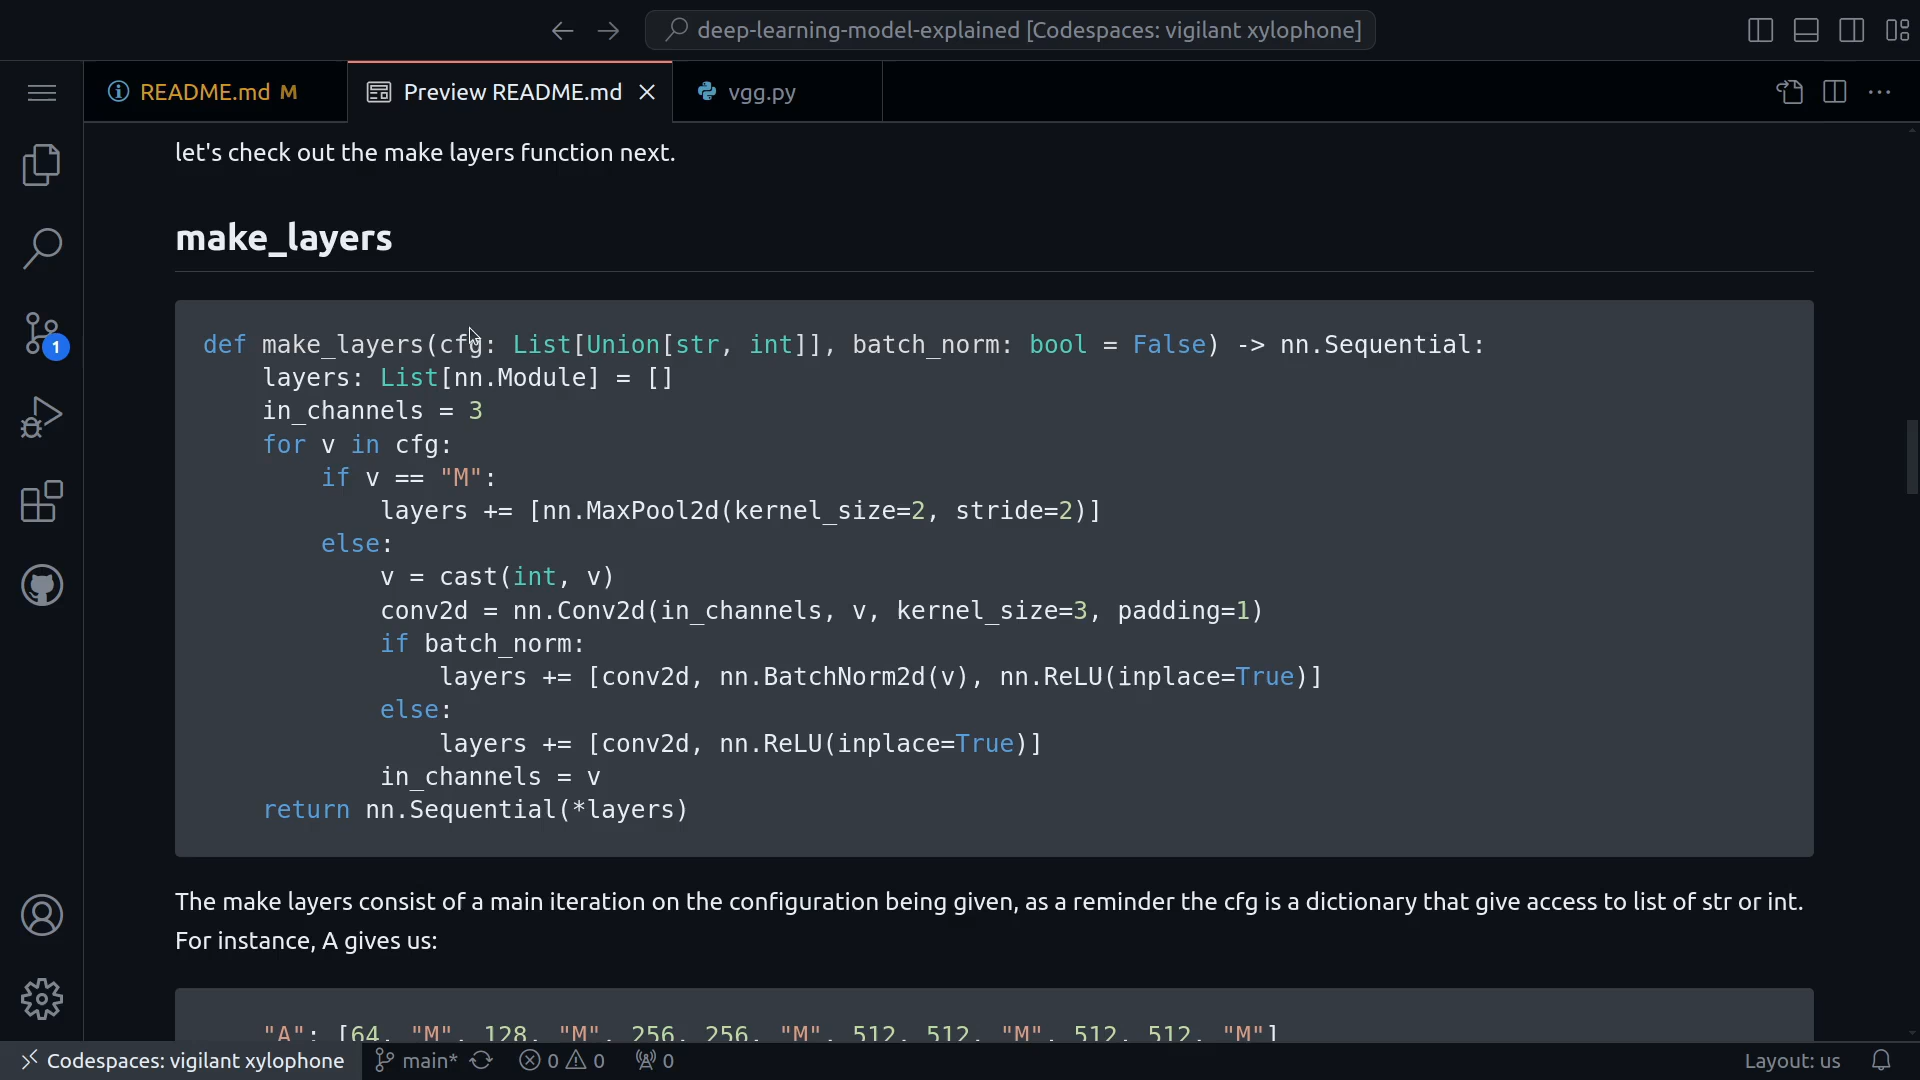 deep-learning-model-explained [Codespaces: vigilant xylophone]
README.md M
Preview README.md
vgg.py
let's check out the make layers function next.
make_layers
def make_layers(cfg: List[Union[str, int]], batch_norm: bool = False) -> nn.Sequential:
    layers: List[nn.Module] = []
    in_channels = 3
    for v in cfg:
        if v == "M":
            layers += [nn.MaxPool2d(kernel_size=2, stride=2)]
        else:
            v = cast(int, v)
            conv2d = nn.Conv2d(in_channels, v, kernel_size=3, padding=1)
            if batch_norm:
                layers += [conv2d, nn.BatchNorm2d(v), nn.ReLU(inplace=True)]
            else:
                layers += [conv2d, nn.ReLU(inplace=True)]
            in_channels = v
    return nn.Sequential(*layers)
The make layers consist of a main iteration on the configuration being given, as a reminder the cfg is a dictionary that give access to list of str or int.
For instance, A gives us:
"A": [64, "M", 128, "M", 256, 256, "M", 512, 512, "M", 512, 512, "M"]
1
Codespaces: vigilant xylophone
main*
0
0
0
Layout: us